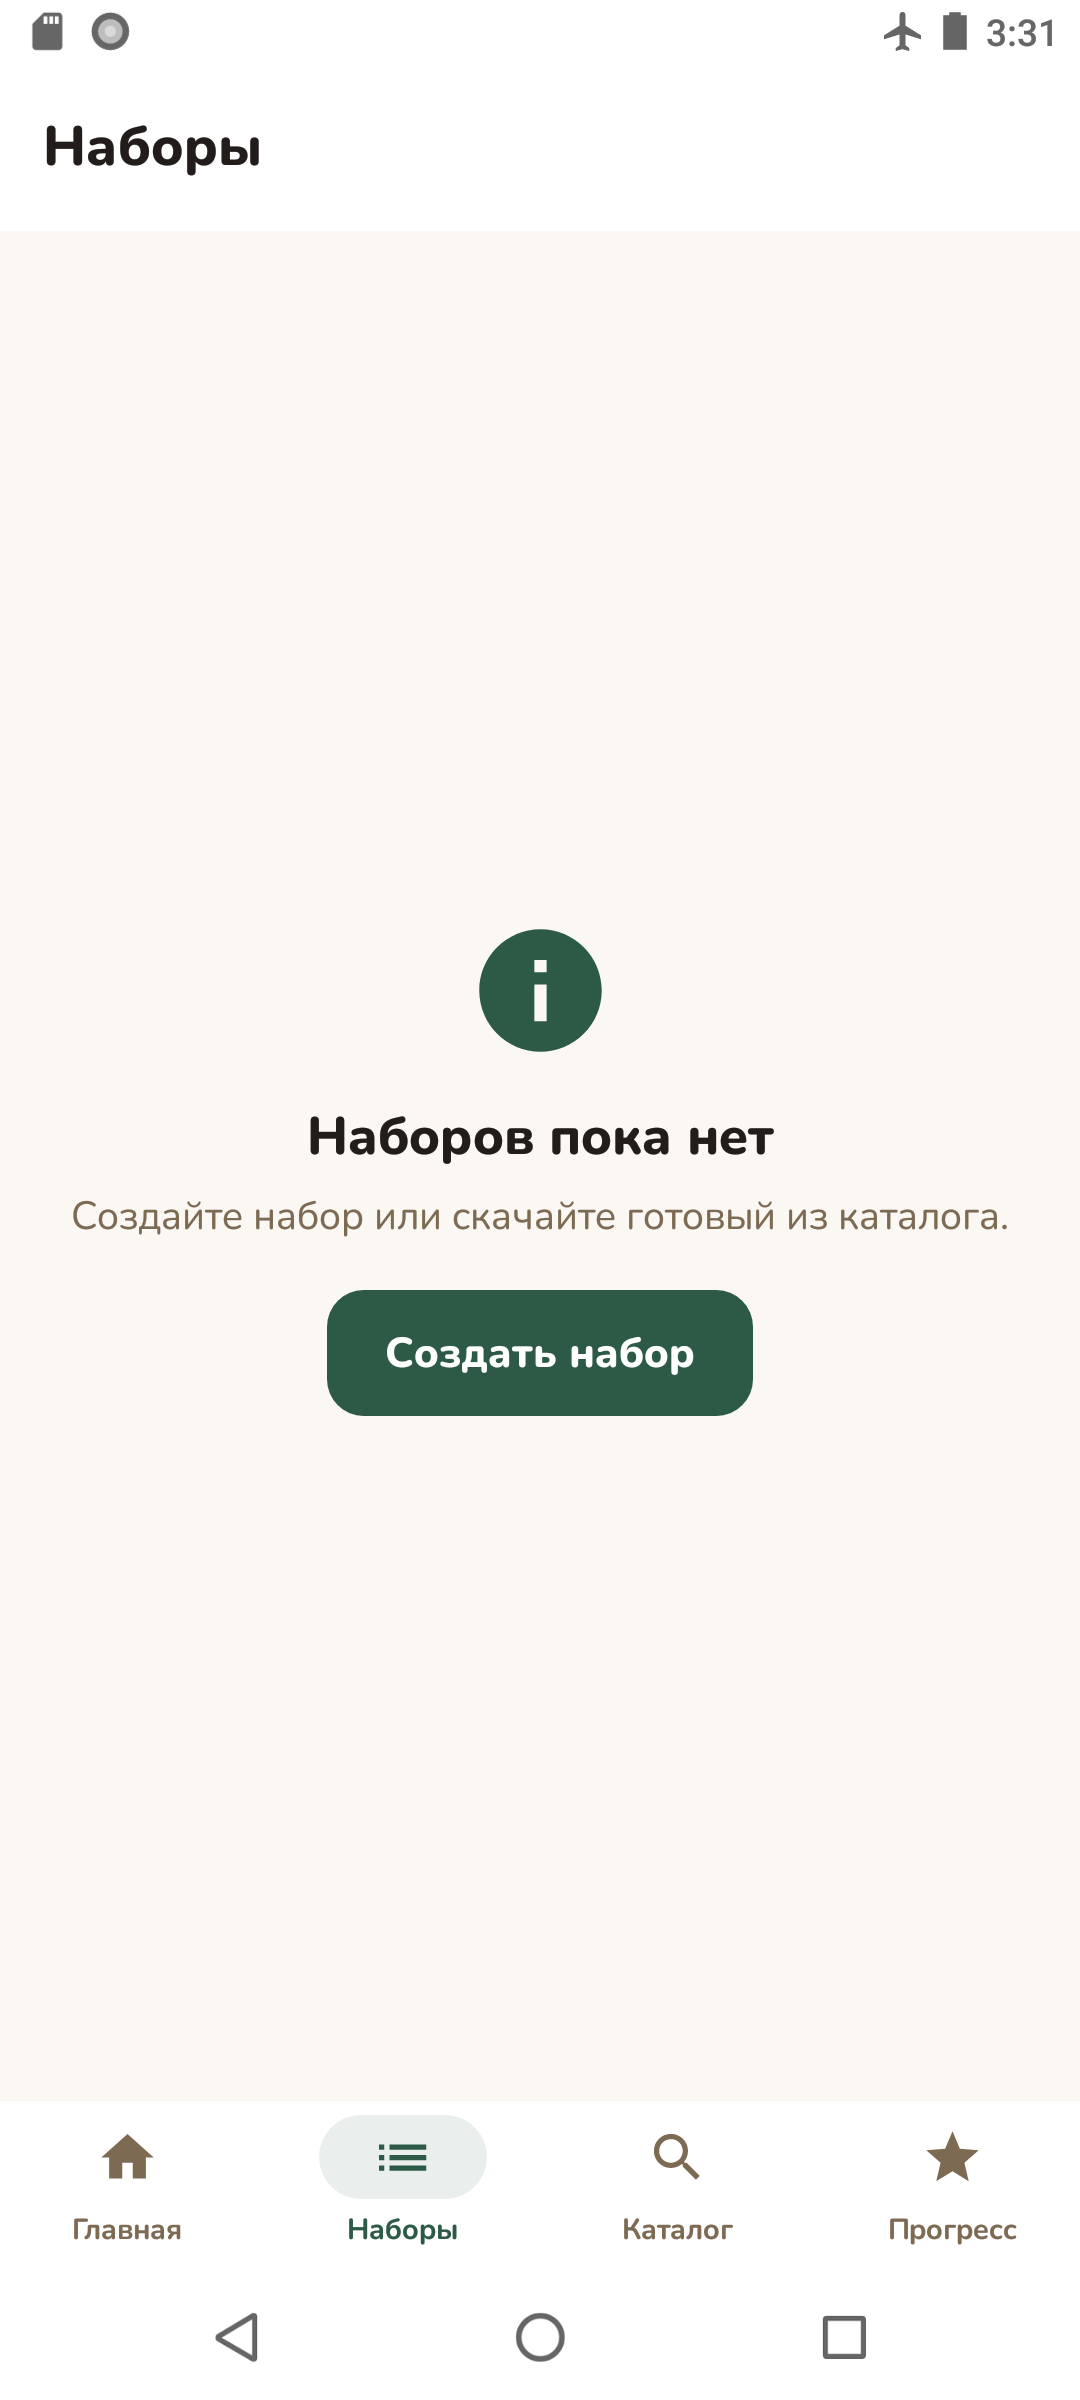 3:31
Наборы
Наборов пока нет
Создайте набор или скачайте готовый из каталога.
Создать набор
Главная
Наборы
Каталог
Прогресс